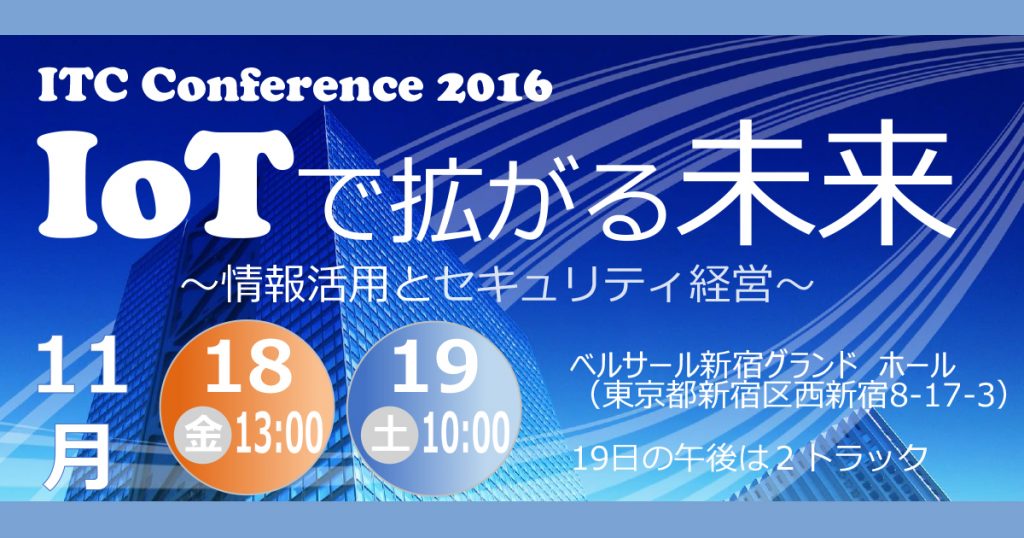 ITC Conference 2016
IoTで拡がる未来
～情報活用とセキュリティ経営～
11月
18
金 13:00
19
土 10:00
ベルサール新宿グランド ホール
（東京都新宿区西新宿8-17-3）
19日の午後は２トラック